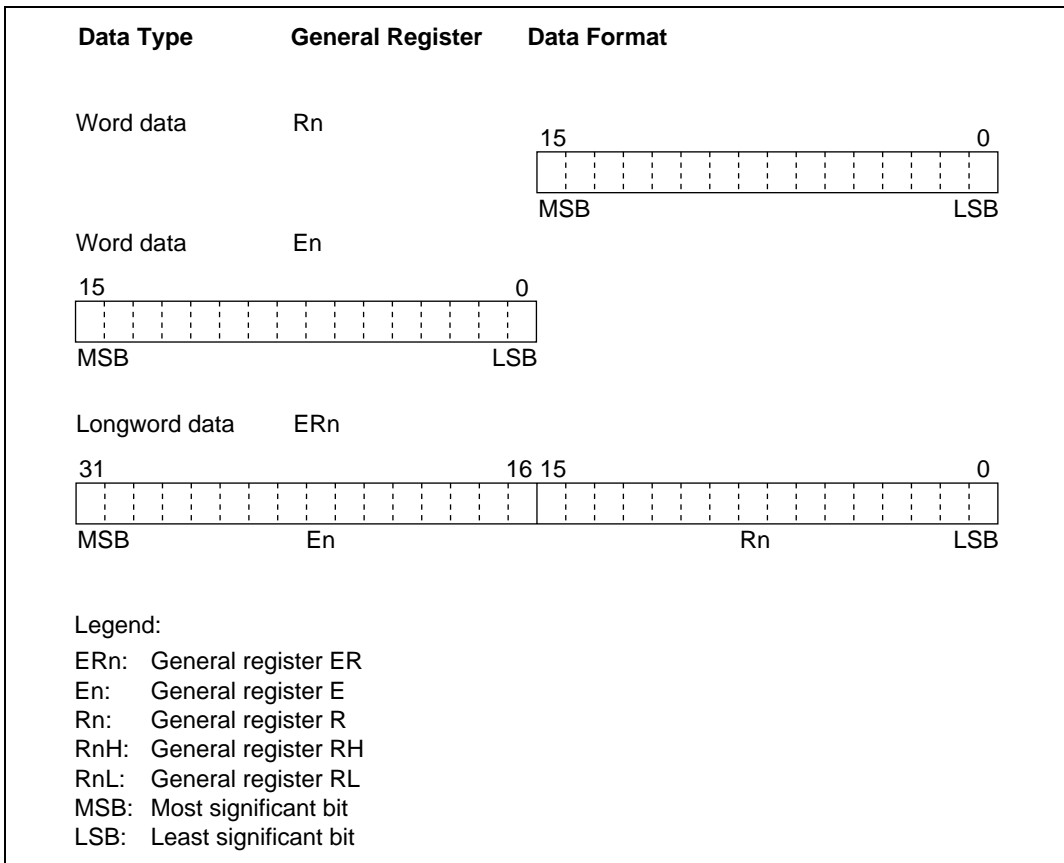 Data Type General Register Data Format
Word data Rn
15 0
MSB LSB
Word data En
15 0
MSB LSB
Longword data ERn
31 16 15 0
MSB En Rn LSB
Legend:
ERn: General register ER
En: General register E
Rn: General register R
RnH: General register RH
RnL: General register RL
MSB: Most significant bit
LSB: Least significant bit